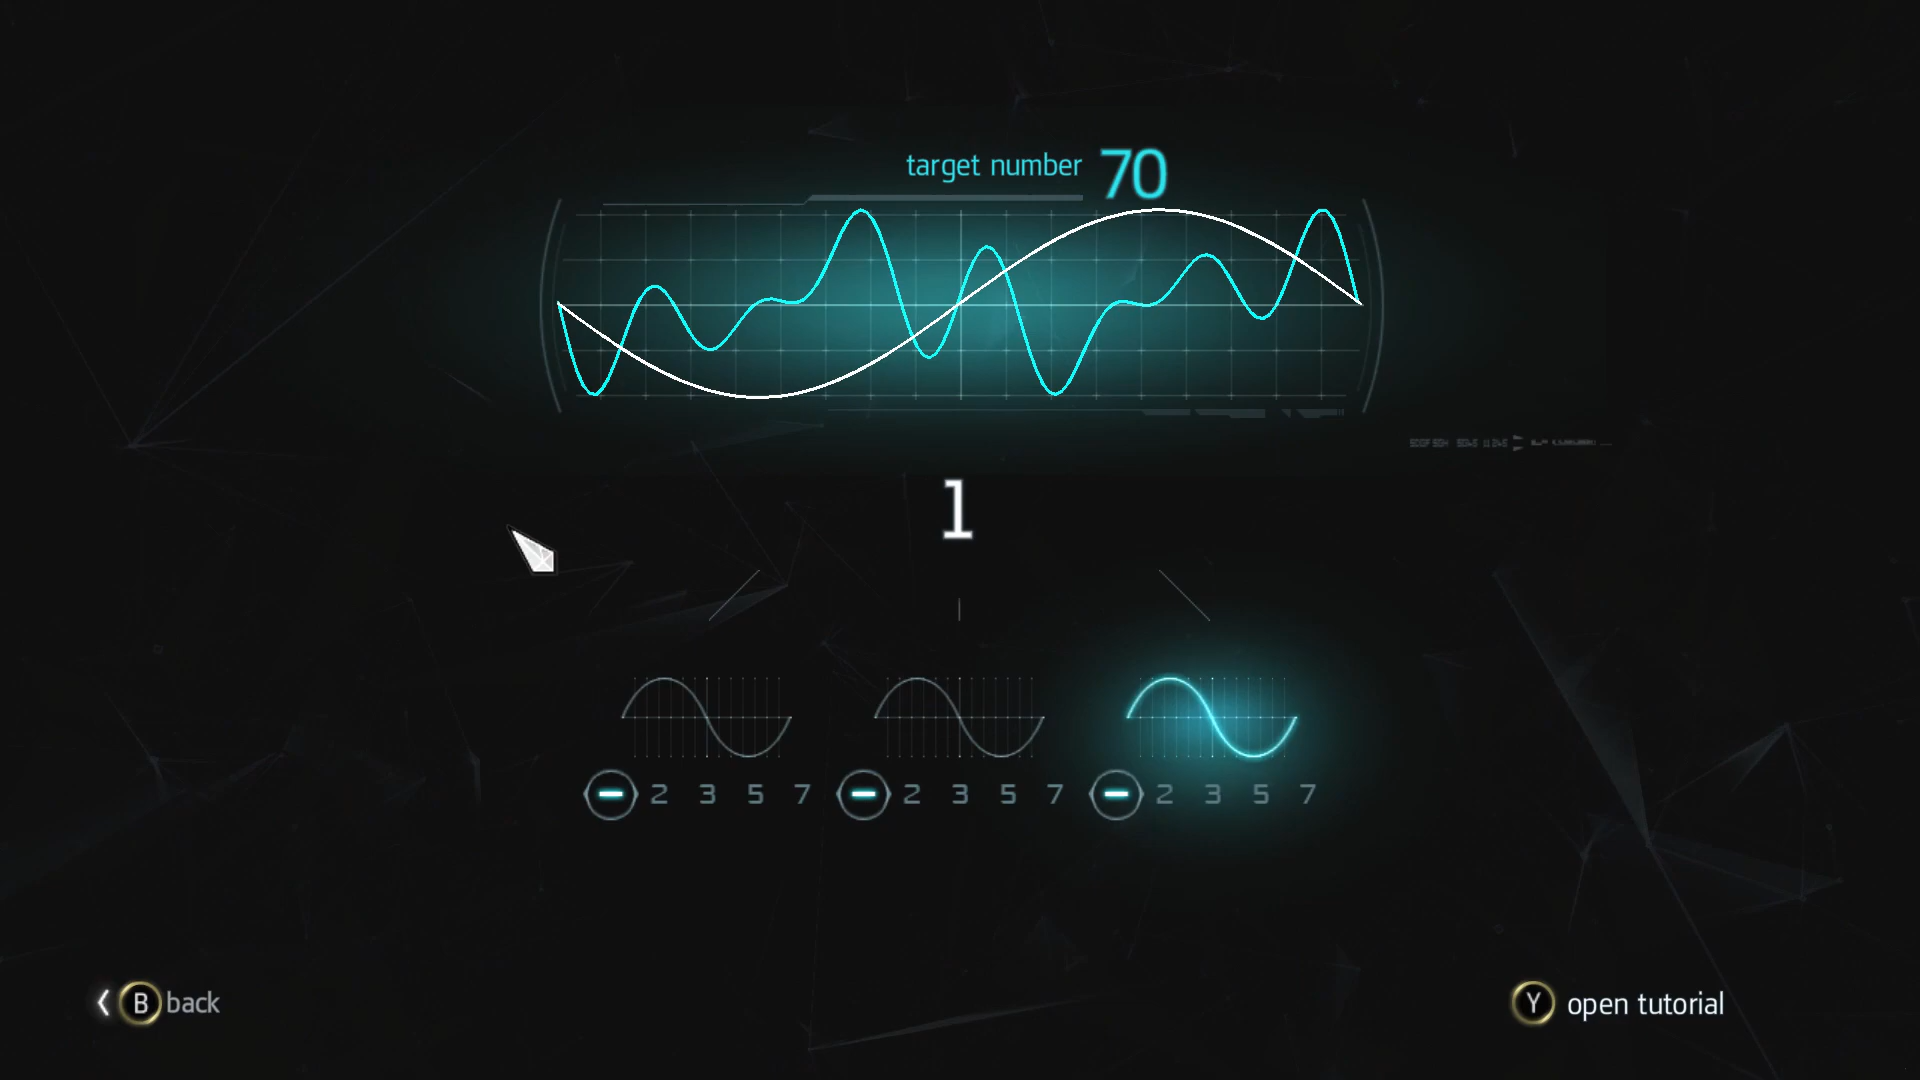 target number 70
1
2 3 5 7 2 3 5 7 2 3 5 7
B back
Y open tutorial